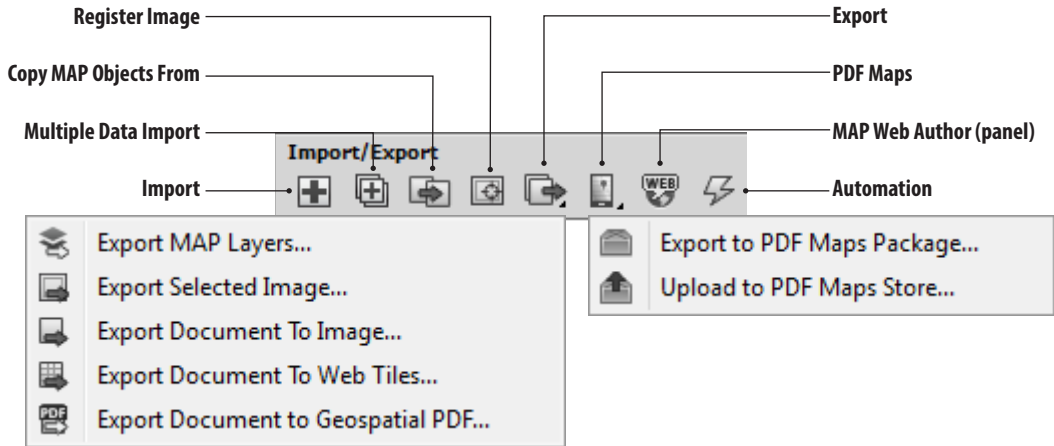 Register Image
Export
Copy MAP Objects From
PDF Maps
Multiple Data Import
MAP Web Author (panel)
Import/Export
Import
WEB
Automation
Export MAP Layers...
Export Selected Image...
Export Document To Image...
Export Document To Web Tiles...
PDF
Export Document to Geospatial PDF...
Export to PDF Maps Package...
Upload to PDF Maps Store...